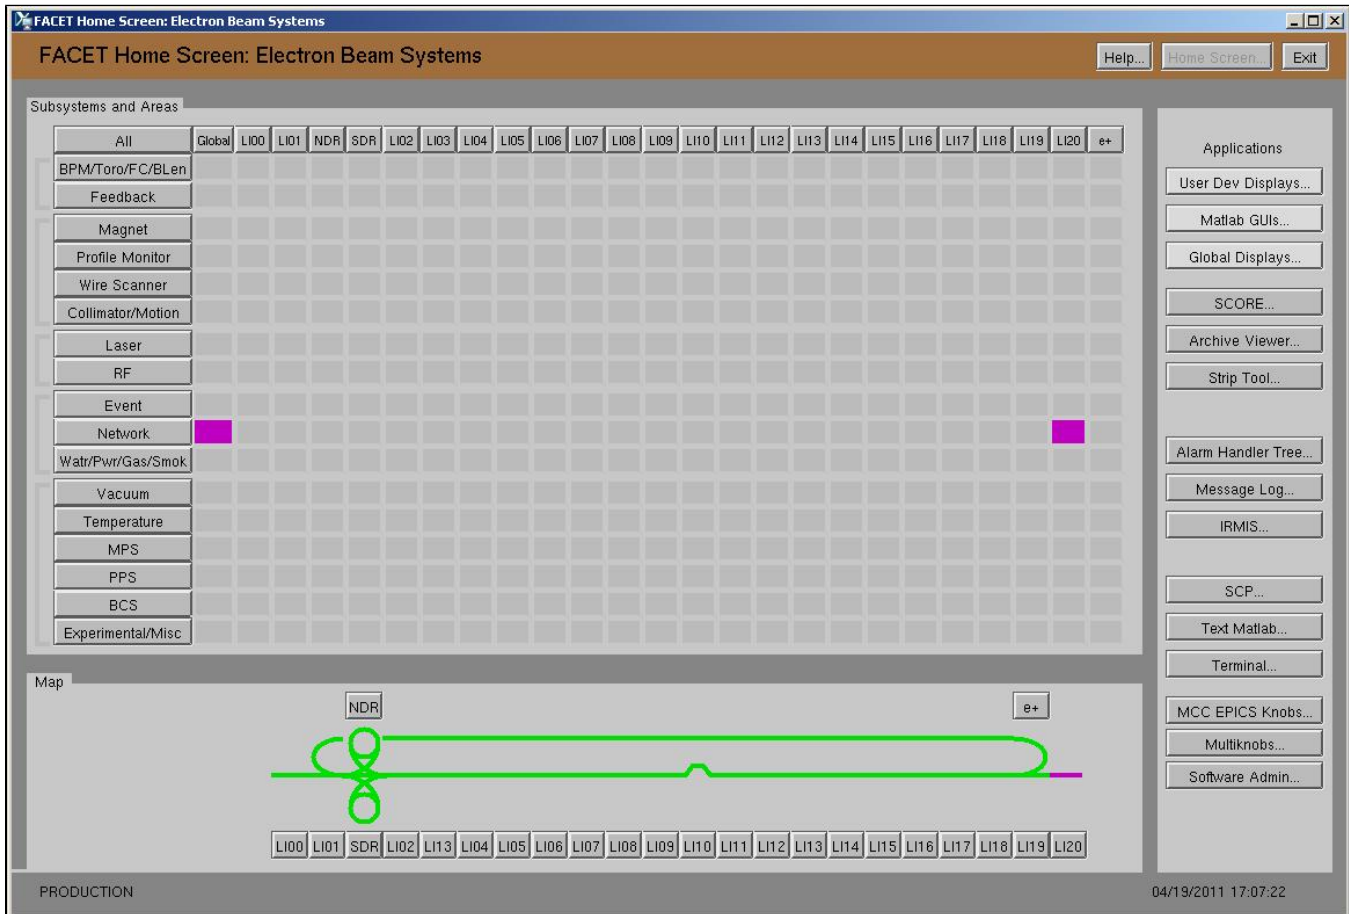 FACET Home Screen: Electron Beam Systems
FACET Home Screen: Electron Beam Systems
Help... Home Screen... Exit
Subsystems and Areas
All Global LI00 LI01 NDR SDR LI02 LI03 LI04 LI05 LI06 LI07 LI08 LI09 LI10 LI11 LI12 LI13 LI14 LI15 LI16 LI17 LI18 LI19 LI20 e+
BPM/Toro/FC/BLen
Feedback
Magnet
Profile Monitor
Wire Scanner
Collimator/Motion
Laser
RF
Event
Network
Watr/Pwr/Gas/Smok
Vacuum
Temperature
MPS
PPS
BCS
Experimental/Misc
Applications
User Dev Displays...
Matlab GUIs...
Global Displays...
SCORE...
Archive Viewer...
Strip Tool...
Alarm Handler Tree...
Message Log...
IRMIS...
SCP...
Text Matlab...
Terminal...
MCC EPICS Knobs...
Multiknobs...
Software Admin...
Map
NDR e+
LI00 LI01 SDR LI02 LI13 LI04 LI05 LI06 LI07 LI08 LI09 LI10 LI11 LI12 LI13 LI14 LI15 LI16 LI17 LI18 LI19 LI20
PRODUCTION 04/19/2011 17:07:22